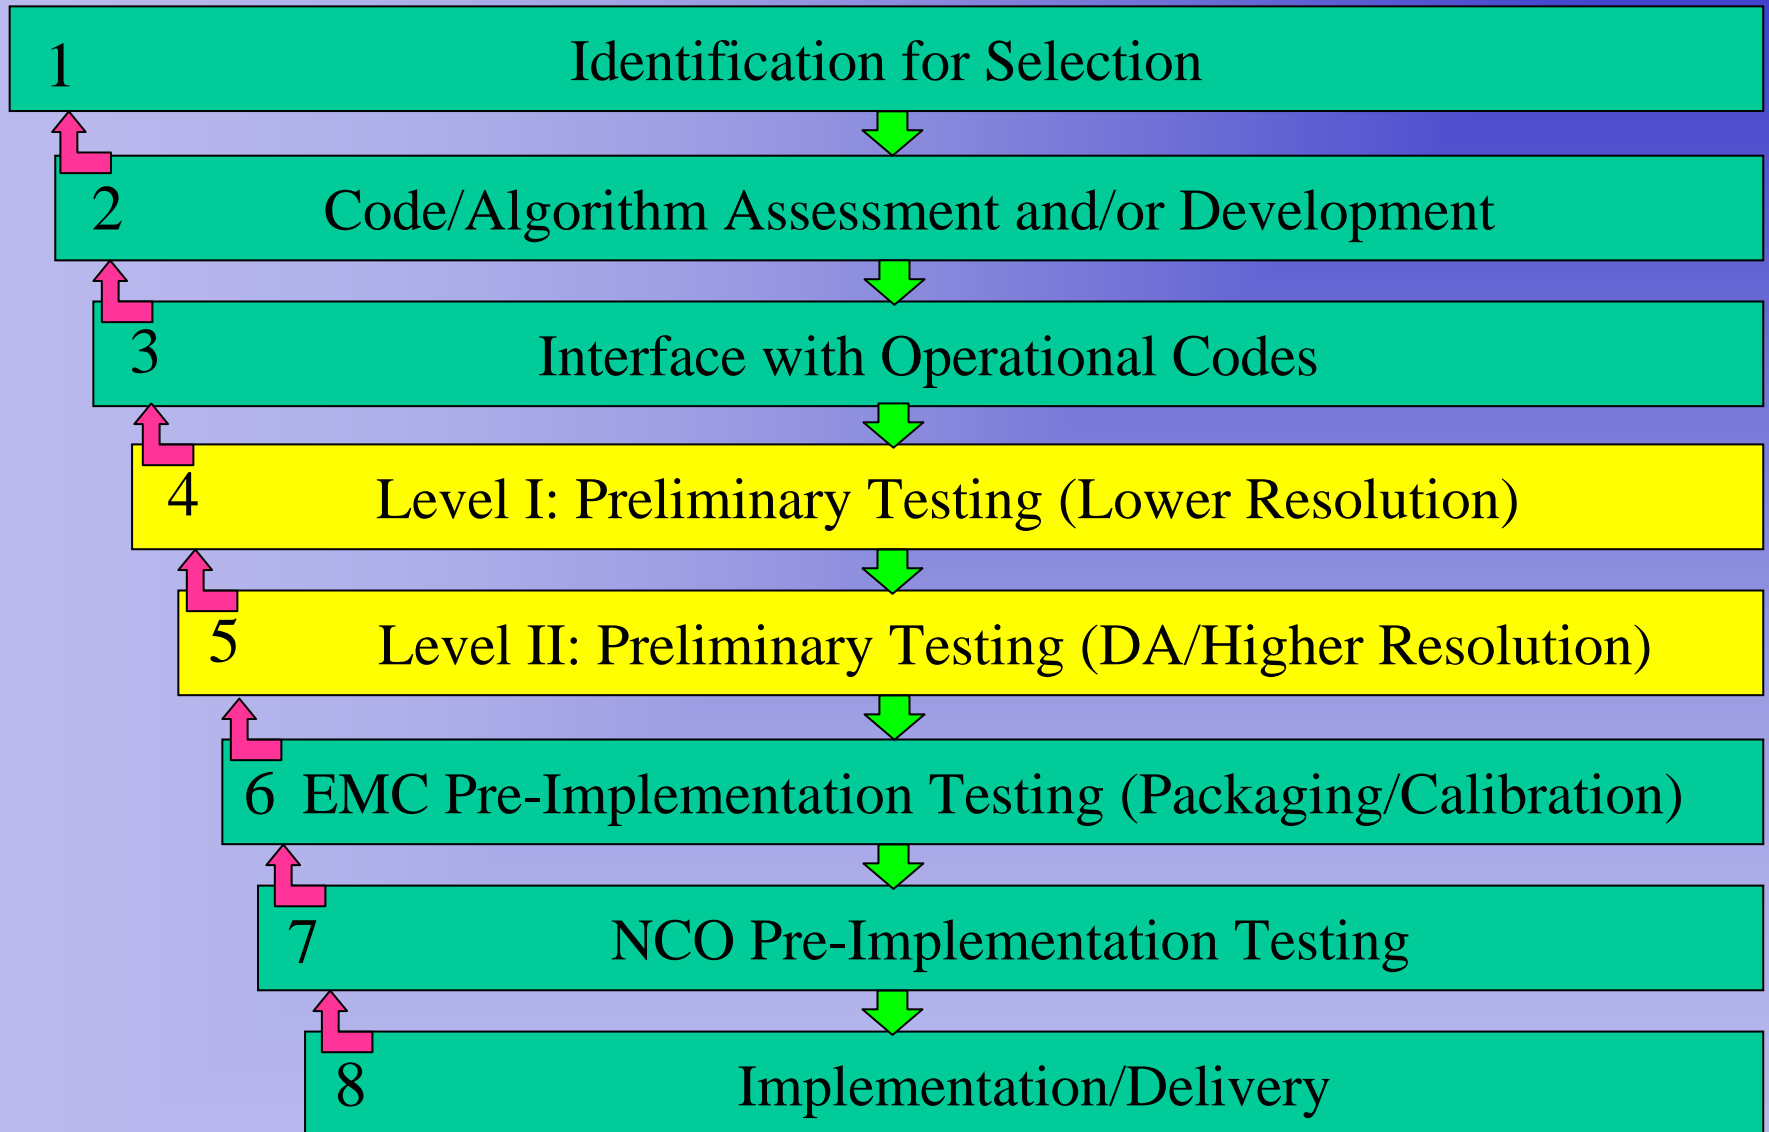 1 Identification for Selection
2 Code/Algorithm Assessment and/or Development
3 Interface with Operational Codes
4 Level I: Preliminary Testing (Lower Resolution)
5 Level II: Preliminary Testing (DA/Higher Resolution)
6 EMC Pre-Implementation Testing (Packaging/Calibration)
7 NCO Pre-Implementation Testing
8 Implementation/Delivery